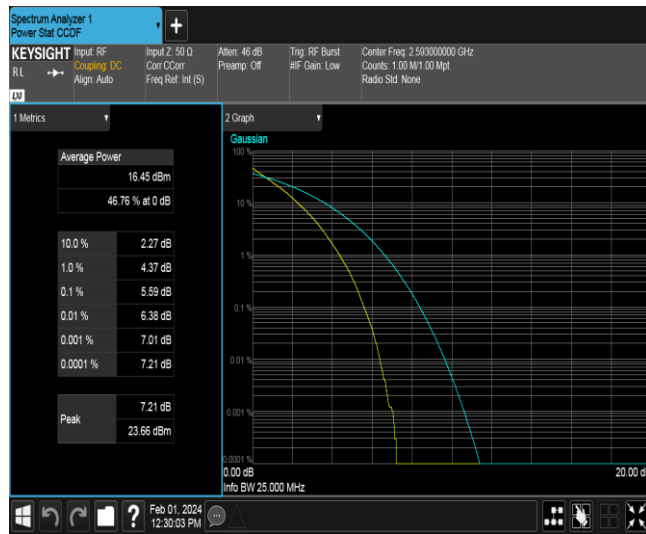 Spectrum Analyzer 1
Power Stat CCDF
+
KEYSIGHT
RL
LXI
Input: RF
Coupling: DC
Align: Auto
Input Z: 50 Ω
Corr CCorr
Freq Ref: Int (S)
Atten: 46 dB
Preamp: Off
Trig: RF Burst
#IF Gain: Low
Center Freq: 2.593000000 GHz
Counts: 1.00 M/1.00 Mpt
Radio Std: None
1 Metrics
Average Power
16.45 dBm
46.76 % at 0 dB
10.0 % 2.27 dB
1.0 % 4.37 dB
0.1 % 5.59 dB
0.01 % 6.38 dB
0.001 % 7.01 dB
0.0001 % 7.21 dB
Peak
7.21 dB
23.66 dBm
2 Graph
Gaussian
100 %
10 %
1 %
0.1 %
0.01 %
0.001 %
0.0001 %
0.00 dB
20.00 d
Info BW 25.000 MHz
?
Feb 01, 2024
12:30:03 PM